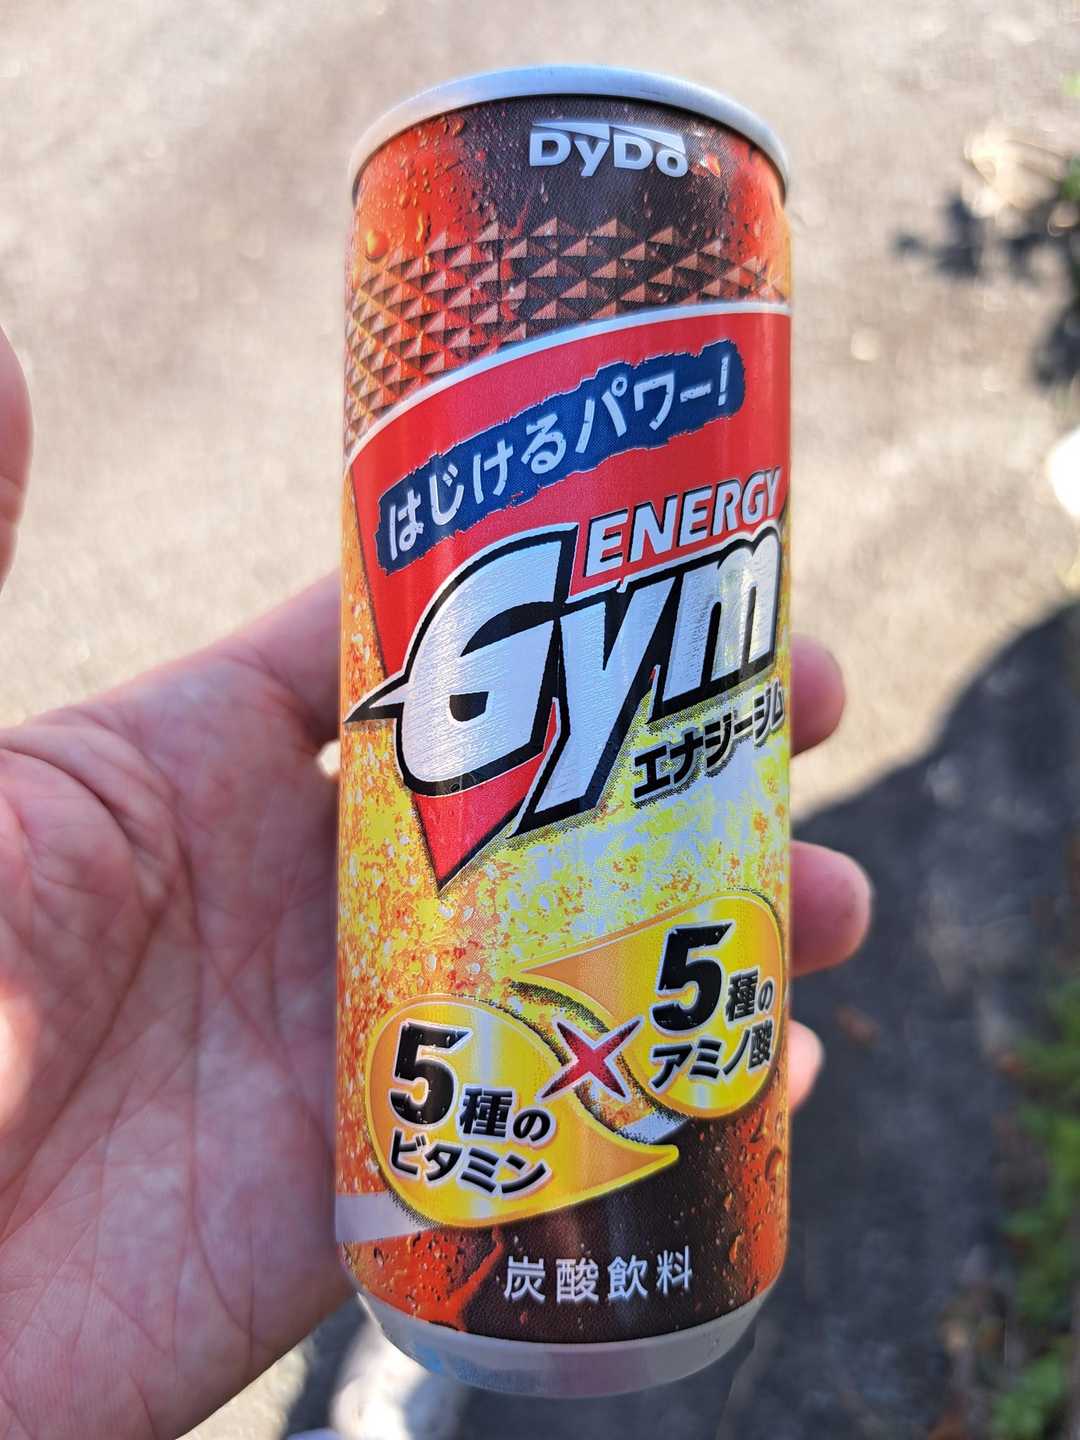 DyDo
はじけるパワー!
ENERGY
Gym
エナジージム
5種の
アミノ酸
×
5種の
ビタミン
炭酸飲料